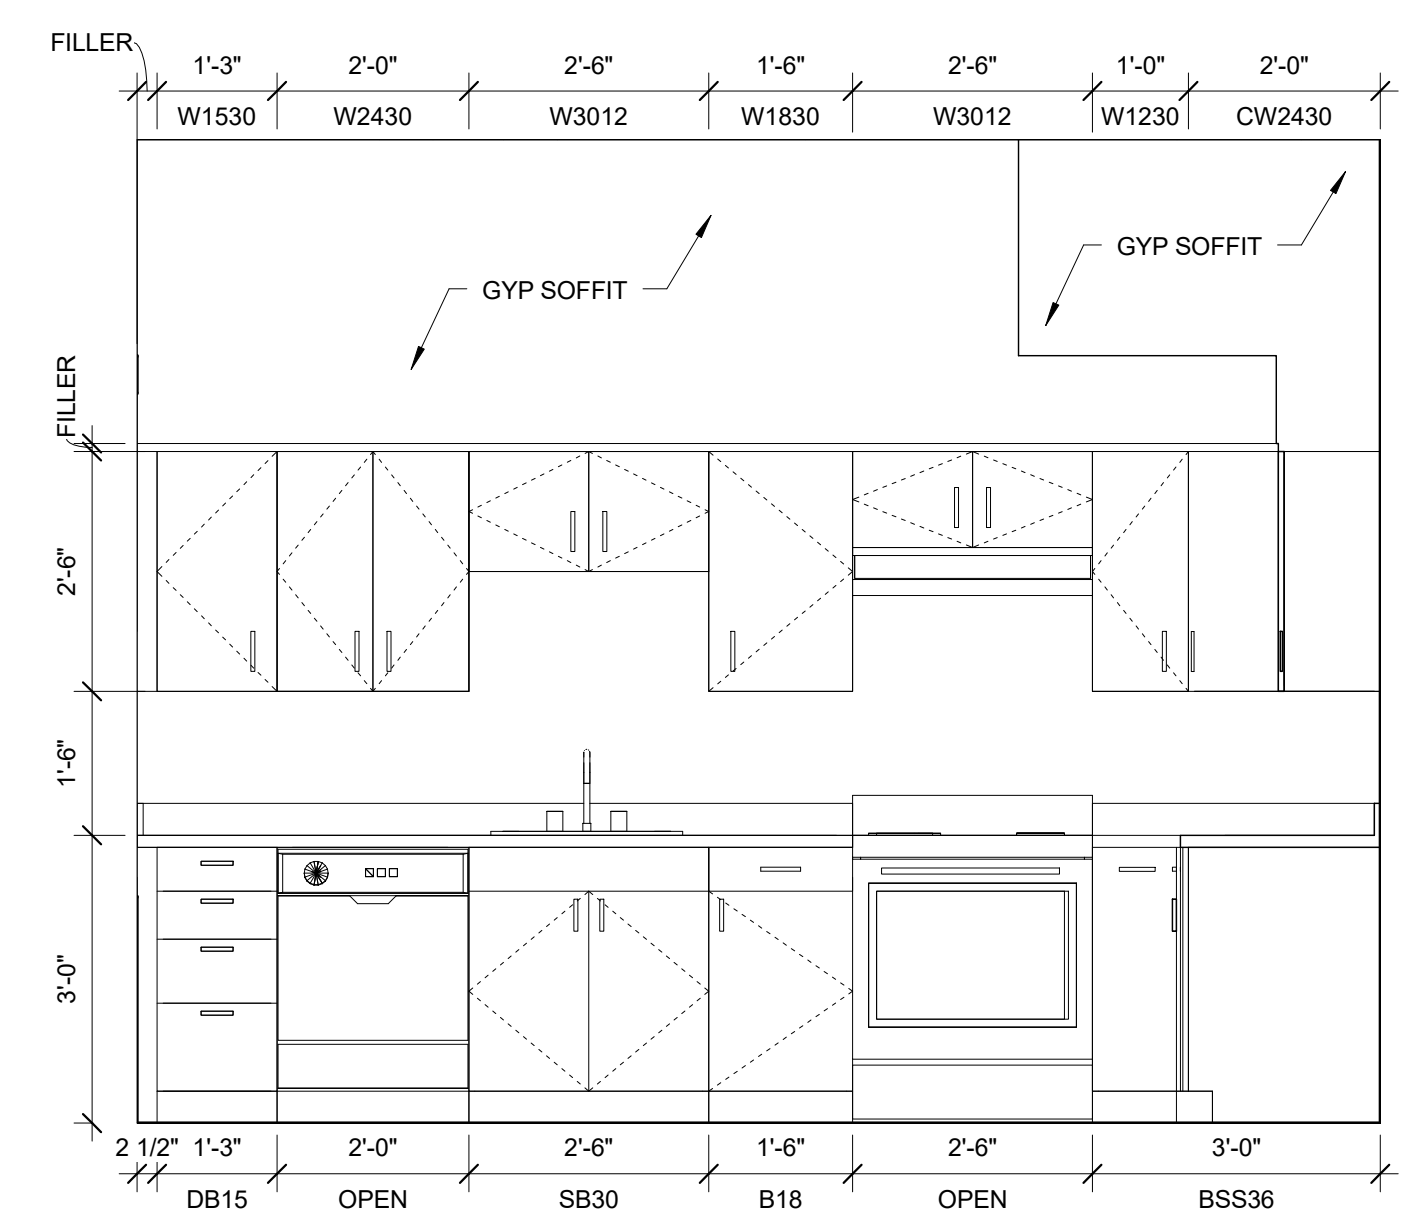 FILLER
1'-3" 2'-0" 2'-6" 1'-6" 2'-6" 1'-0" 2'-0"
W1530 W2430 W3012 W1830 W3012 W1230 CW2430
GYP SOFFIT
GYP SOFFIT
FILLER
2'-6"
1'-6"
3'-0"
2 1/2" 1'-3" 2'-0" 2'-6" 1'-6" 2'-6" 3'-0"
DB15 OPEN SB30 B18 OPEN BSS36